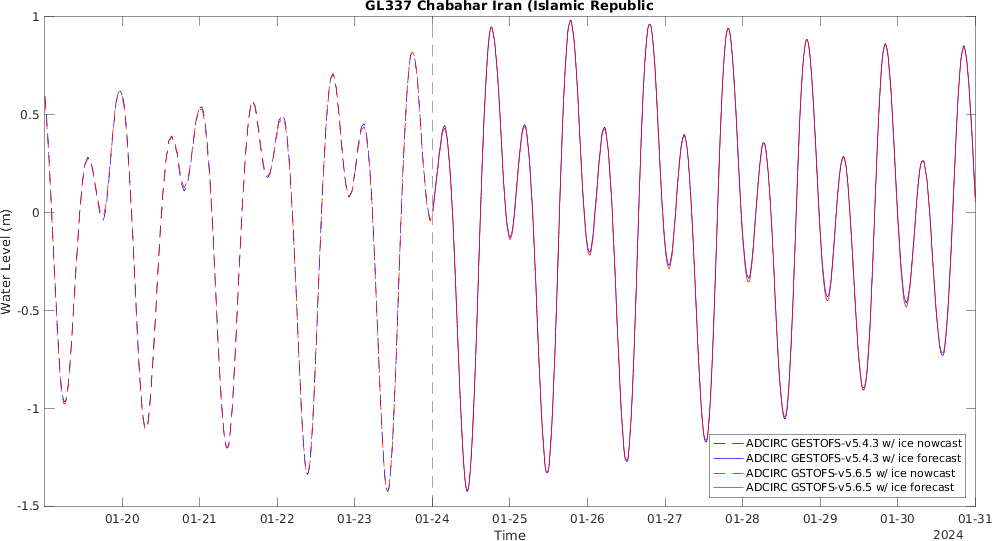 GL337 Chabahar Iran (Islamic Republic
Water Level (m)
1
0.5
0
-0.5
-1
-1.5
01-20 01-21 01-22 01-23 01-24 01-25 01-26 01-27 01-28 01-29 01-30 01-31
Time
2024
ADCIRC GESTOFS-v5.4.3 w/ ice nowcast
ADCIRC GESTOFS-v5.4.3 w/ ice forecast
ADCIRC GSTOFS-v5.6.5 w/ ice nowcast
ADCIRC GSTOFS-v5.6.5 w/ ice forecast